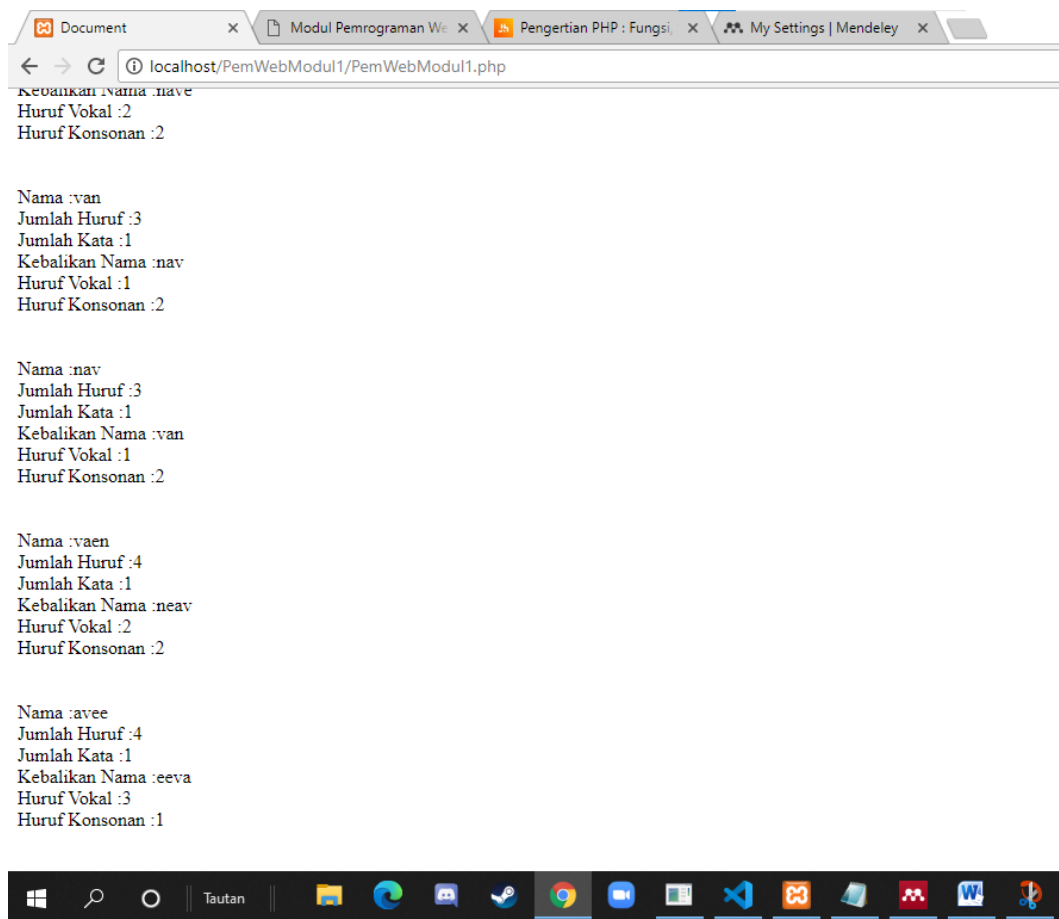 Document
Modul Pemrograman We
Pengertian PHP : Fungsi,
My Settings | Mendeley
localhost/PemWebModul1/PemWebModul1.php
Kebalikan Nama :nave
Huruf Vokal :2
Huruf Konsonan :2
Nama :van
Jumlah Huruf :3
Jumlah Kata :1
Kebalikan Nama :nav
Huruf Vokal :1
Huruf Konsonan :2
Nama :nav
Jumlah Huruf :3
Jumlah Kata :1
Kebalikan Nama :van
Huruf Vokal :1
Huruf Konsonan :2
Nama :vaen
Jumlah Huruf :4
Jumlah Kata :1
Kebalikan Nama :neav
Huruf Vokal :2
Huruf Konsonan :2
Nama :avee
Jumlah Huruf :4
Jumlah Kata :1
Kebalikan Nama :eeva
Huruf Vokal :3
Huruf Konsonan :1
Tautan